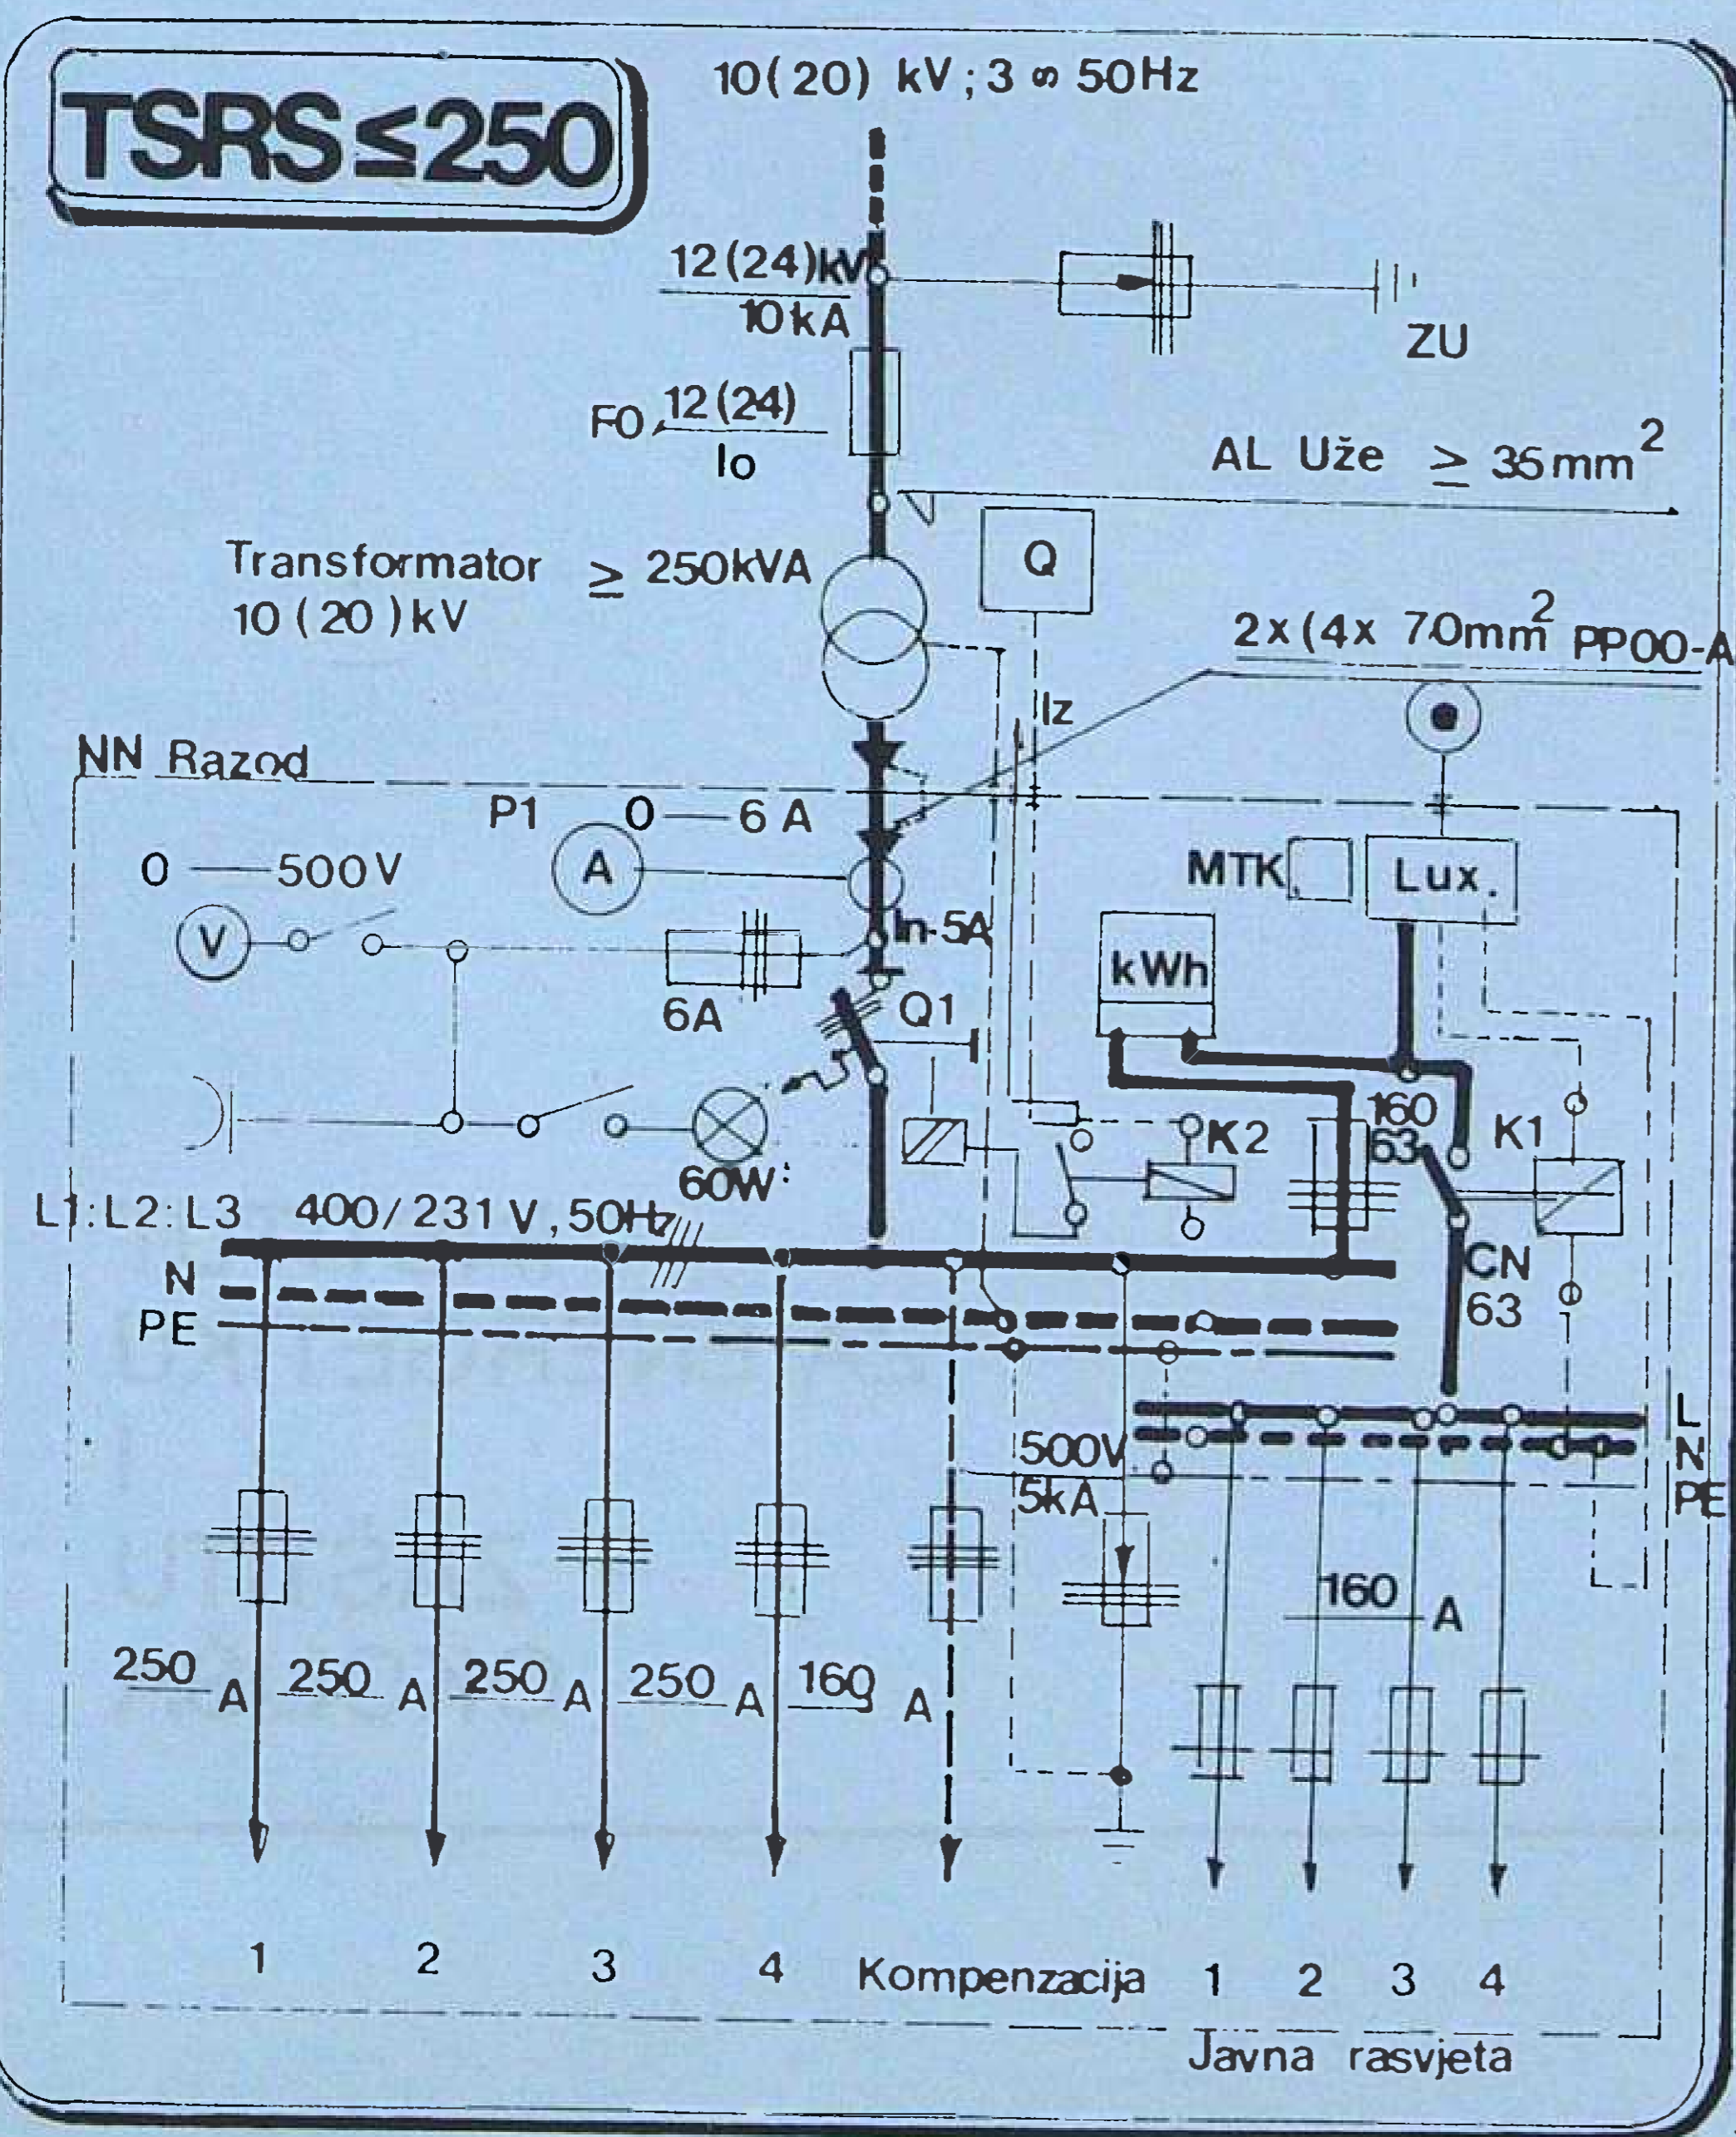 TSRS≤250
10(20) kV; 3 ∞ 50Hz
12(24)kV
10kA
ZU
FO 12(24)
Io
AL Uže ≥ 35mm²
Transformator ≥ 250kVA
10(20)kV
Q
2x(4x 70mm² PP00-A
Iz
NN Razod
P1 0—6 A
0 — 500V
A
MTK
Lux.
V
In-5A
kWh
6A
Q1
160
63
K2
K1
60W
L1:L2:L3 400/231 V, 50Hz
N
PE
CN
63
L
N
PE
500V
5kA
160 A
250 A 250 A 250 A 250 A 160 A
1 2 3 4 Kompenzacija 1 2 3 4
Javna rasvjeta